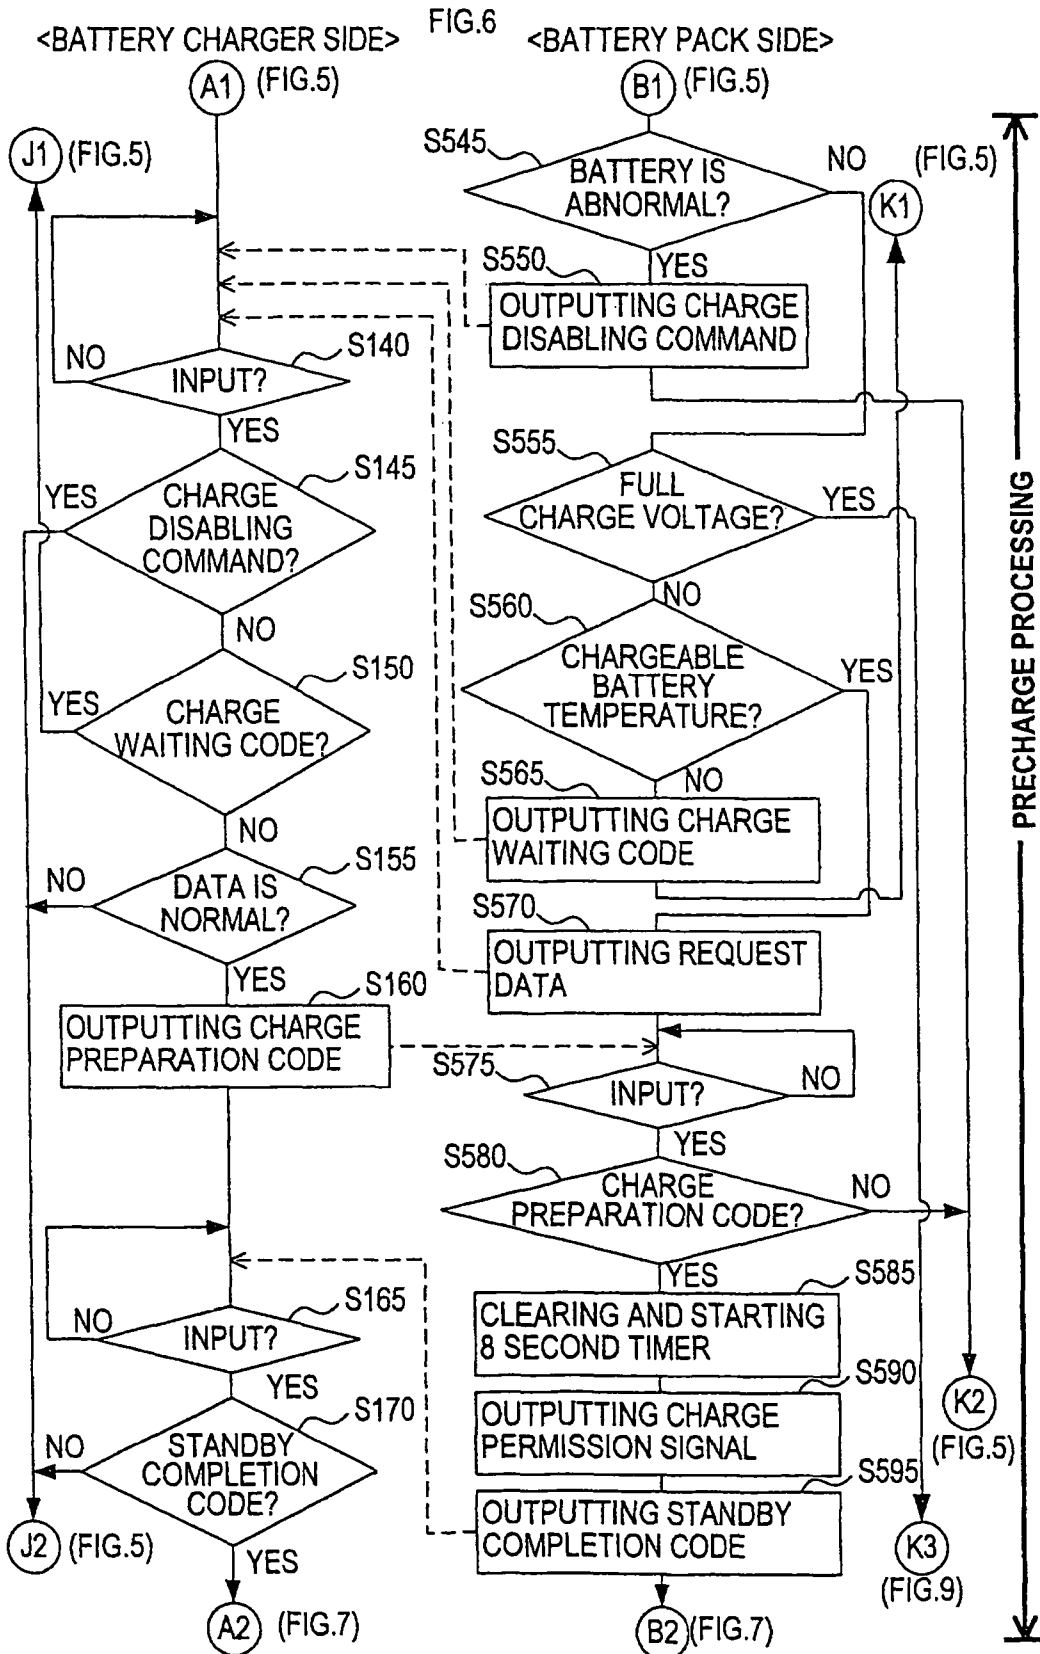 FIG.6
<BATTERY CHARGER SIDE>
<BATTERY PACK SIDE>
A1
(FIG.5)
B1
(FIG.5)
J1
(FIG.5)
S545
BATTERY IS
ABNORMAL?
NO
(FIG.5)
K1
YES
S550
OUTPUTTING CHARGE
DISABLING COMMAND
NO
S140
INPUT?
YES
S145
YES
CHARGE
DISABLING
COMMAND?
NO
S555
FULL
CHARGE VOLTAGE?
YES
NO
S560
CHARGEABLE
BATTERY
TEMPERATURE?
YES
NO
S150
YES
CHARGE
WAITING CODE?
NO
S565
OUTPUTTING CHARGE
WAITING CODE
S155
NO
DATA IS
NORMAL?
YES
S570
OUTPUTTING REQUEST
DATA
S160
OUTPUTTING CHARGE
PREPARATION CODE
S575
INPUT?
NO
YES
S580
CHARGE
PREPARATION CODE?
NO
YES
S585
CLEARING AND STARTING
8 SECOND TIMER
S165
NO
INPUT?
YES
S590
OUTPUTTING CHARGE
PERMISSION SIGNAL
K2
(FIG.5)
S170
NO
STANDBY
COMPLETION
CODE?
YES
S595
OUTPUTTING STANDBY
COMPLETION CODE
J2
(FIG.5)
K3
(FIG.9)
A2
(FIG.7)
B2
(FIG.7)
PRECHARGE PROCESSING